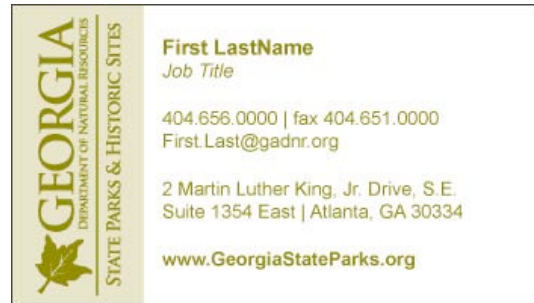 GEORGIA
DEPARTMENT OF NATURAL RESOURCES
STATE PARKS & HISTORIC SITES
First LastName
Job Title
404.656.0000 | fax 404.651.0000
First.Last@gadnr.org
2 Martin Luther King, Jr. Drive, S.E.
Suite 1354 East | Atlanta, GA 30334
www.GeorgiaStateParks.org